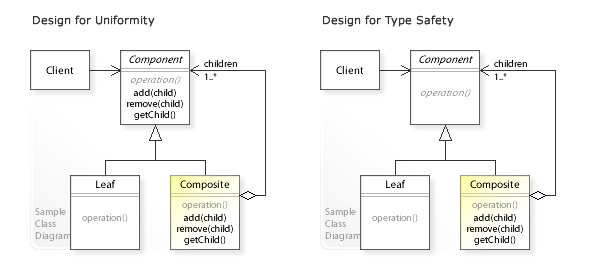 Design for Uniformity
Client
Component
operation()
add(child)
remove(child)
getChild()
children
1..*
Leaf
operation()
Composite
operation()
add(child)
remove(child)
getChild()
Sample
Class
Diagram
Design for Type Safety
Client
Component
operation()
children
1..*
Leaf
operation()
Composite
operation()
add(child)
remove(child)
getChild()
Sample
Class
Diagram